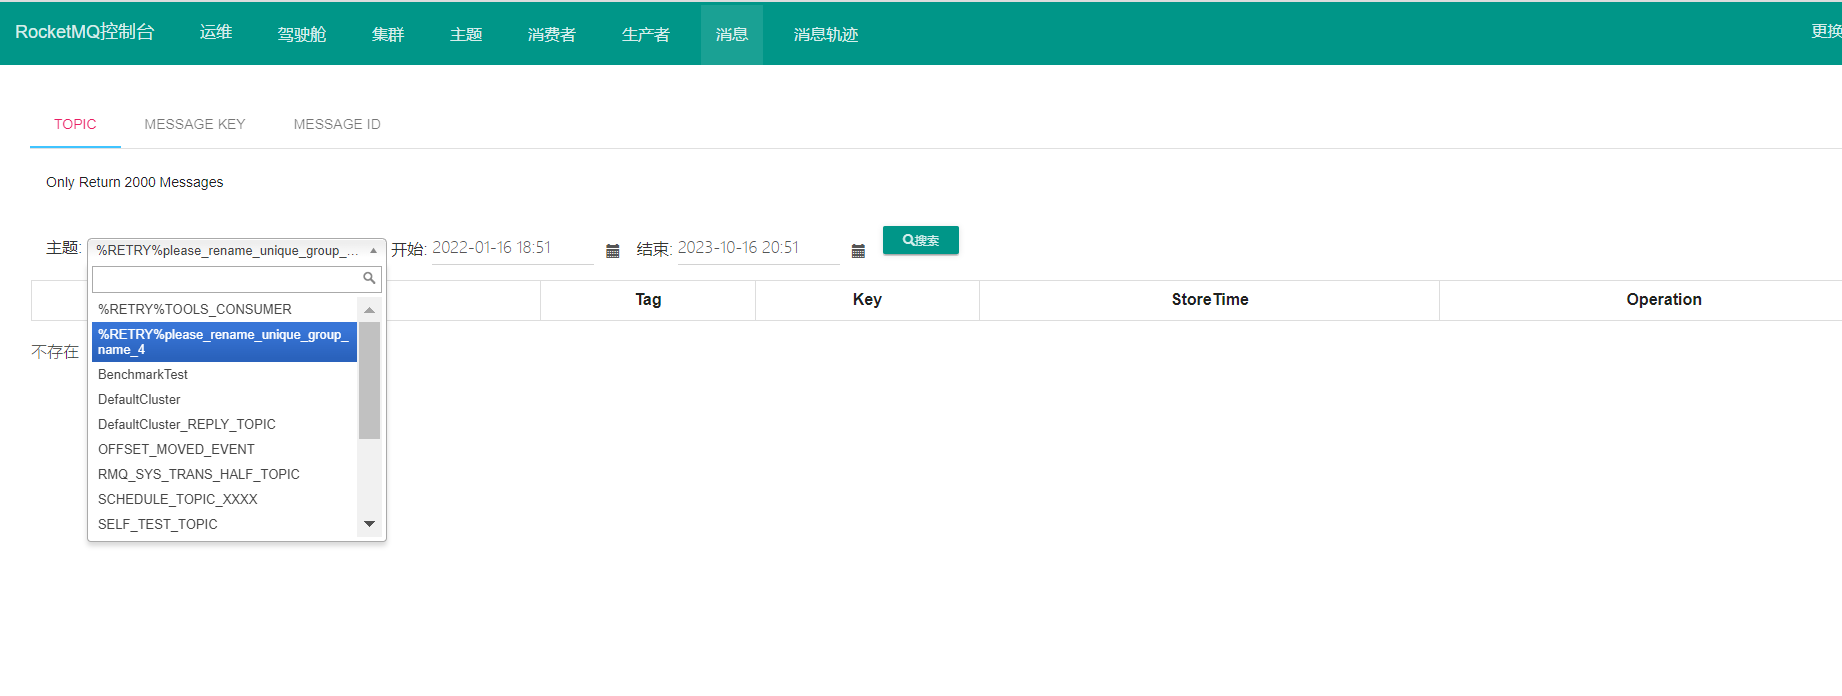 RocketMQ控制台 运维 驾驶舱 集群 主题 消费者 生产者 消息 消息轨迹 更换
TOPIC MESSAGE KEY MESSAGE ID
Only Return 2000 Messages
主题: %RETRY%please_rename_unique_group_... 开始: 2022-01-16 18:51 结束: 2023-10-16 20:51 搜索
Tag Key StoreTime Operation
不存在
%RETRY%TOOLS_CONSUMER
%RETRY%please_rename_unique_group_
name_4
BenchmarkTest
DefaultCluster
DefaultCluster_REPLY_TOPIC
OFFSET_MOVED_EVENT
RMQ_SYS_TRANS_HALF_TOPIC
SCHEDULE_TOPIC_XXXX
SELF_TEST_TOPIC